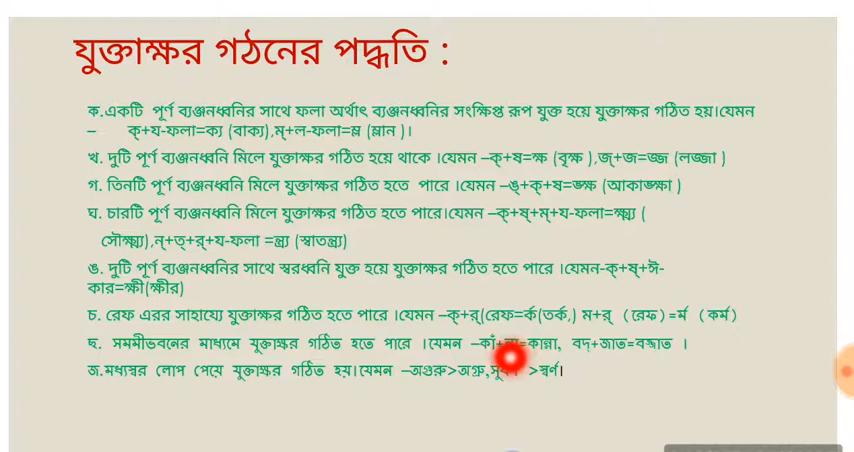 যুক্তাক্ষর গঠনের পদ্ধতি :
ক.একটি পূর্ণ ব্যঞ্জনধ্বনির সাথে ফলা অর্থাৎ ব্যঞ্জনধ্বনির সংক্ষিপ্ত রূপ যুক্ত হয়ে যুক্তাক্ষর গঠিত হয়।যেমন
– ক্+য-ফলা=ক্য (বাক্য),ম্+ল-ফলা=ম্ল (ম্লান )।
খ. দুটি পূর্ণ ব্যঞ্জনধ্বনি মিলে যুক্তাক্ষর গঠিত হয়ে থাকে ।যেমন –ক্+ষ=ক্ষ (বৃক্ষ ),জ্+জ=জ্জ (লজ্জা )
গ. তিনটি পূর্ণ ব্যঞ্জনধ্বনি মিলে যুক্তাক্ষর গঠিত হতে পারে ।যেমন –ঙ্+ক্+ষ=ঙ্ক্ষ (আকাঙ্ক্ষা )
ঘ. চারটি পূর্ণ ব্যঞ্জনধ্বনি মিলে যুক্তাক্ষর গঠিত হতে পারে।যেমন –ক্+ষ্+ম্+য-ফলা=ক্ষ্ম্য (
সৌক্ষ্ম্য),ন্+ত্+র্+য-ফলা =ন্ত্র্য (স্বাতন্ত্র্য)
ঙ. দুটি পূর্ণ ব্যঞ্জনধ্বনির সাথে স্বরধ্বনি যুক্ত হয়ে যুক্তাক্ষর গঠিত হতে পারে ।যেমন-ক্+ষ্+ঈ-
কার=ক্ষী(ক্ষীর)
চ. রেফ এরর সাহায্যে যুক্তাক্ষর গঠিত হতে পারে ।যেমন –ক্+র্(রেফ=র্ক(তর্ক,) ম+র্ (রেফ)=র্ম (কর্ম)
ছ. সমমীভবনের মাধ্যমে যুক্তাক্ষর গঠিত হতে পারে ।যেমন –কাঁ+ =কান্না, বদ্+জাত=বজ্জাত ।
জ.মধ্যস্বর লোপ পেয়ে যুক্তাক্ষর গঠিত হয়।যেমন –অগুরু>অগ্রু, >স্বর্ণ।